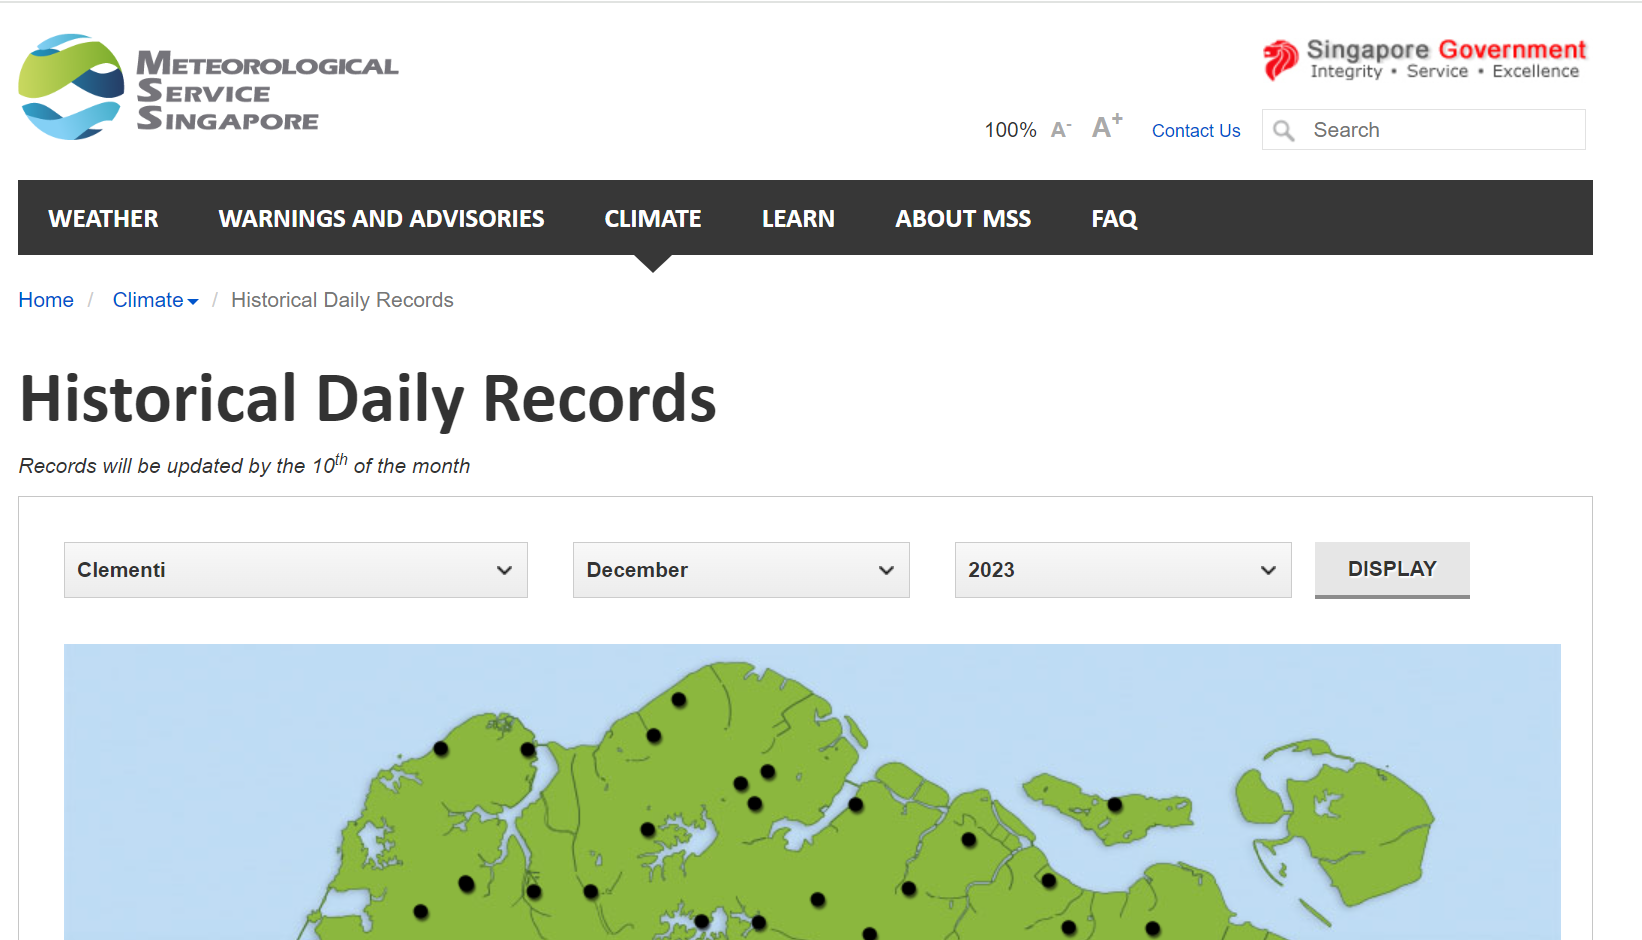 METEOROLOGICAL
SERVICE
SINGAPORE
Singapore Government
Integrity • Service • Excellence
100% A- A+ Contact Us Search
WEATHER WARNINGS AND ADVISORIES CLIMATE LEARN ABOUT MSS FAQ
Home / Climate / Historical Daily Records
Historical Daily Records
Records will be updated by the 10th of the month
Clementi December 2023 DISPLAY